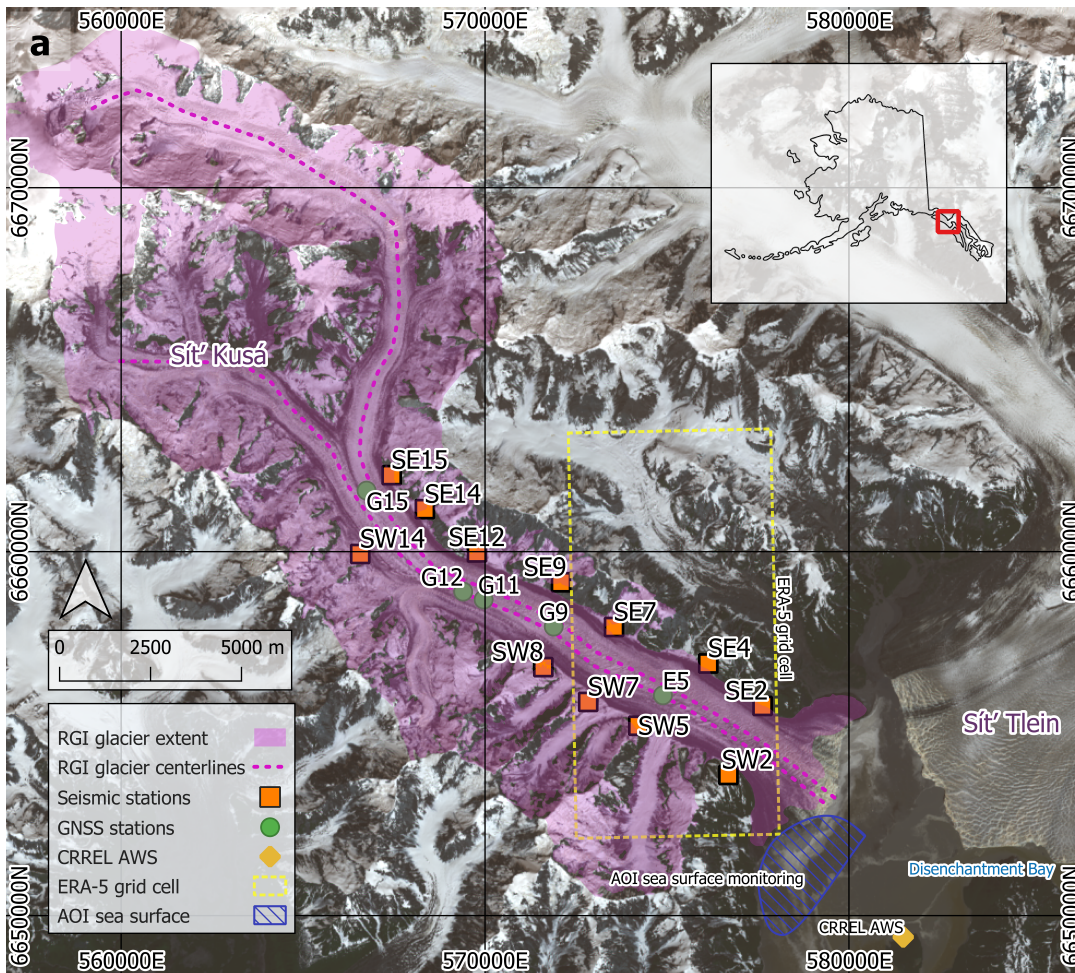 a
560000E
570000E
580000E
6670000N
6670000N
Sít’ Ḵusá
SE15
G15
SE14
SW14
SE12
6660000N
6660000N
G12
G11
SE9
G9
SE7
ERA-5 grid cell
SW8
SE4
E5
SW7
SE2
SW5
SW2
Sít’ Tlein
0
2500
5000 m
RGI glacier extent
RGI glacier centerlines
Seismic stations
GNSS stations
CRREL AWS
ERA-5 grid cell
AOI sea surface
AOI sea surface monitoring
Disenchantment Bay
CRREL AWS
6650000N
6650000N
560000E
570000E
580000E